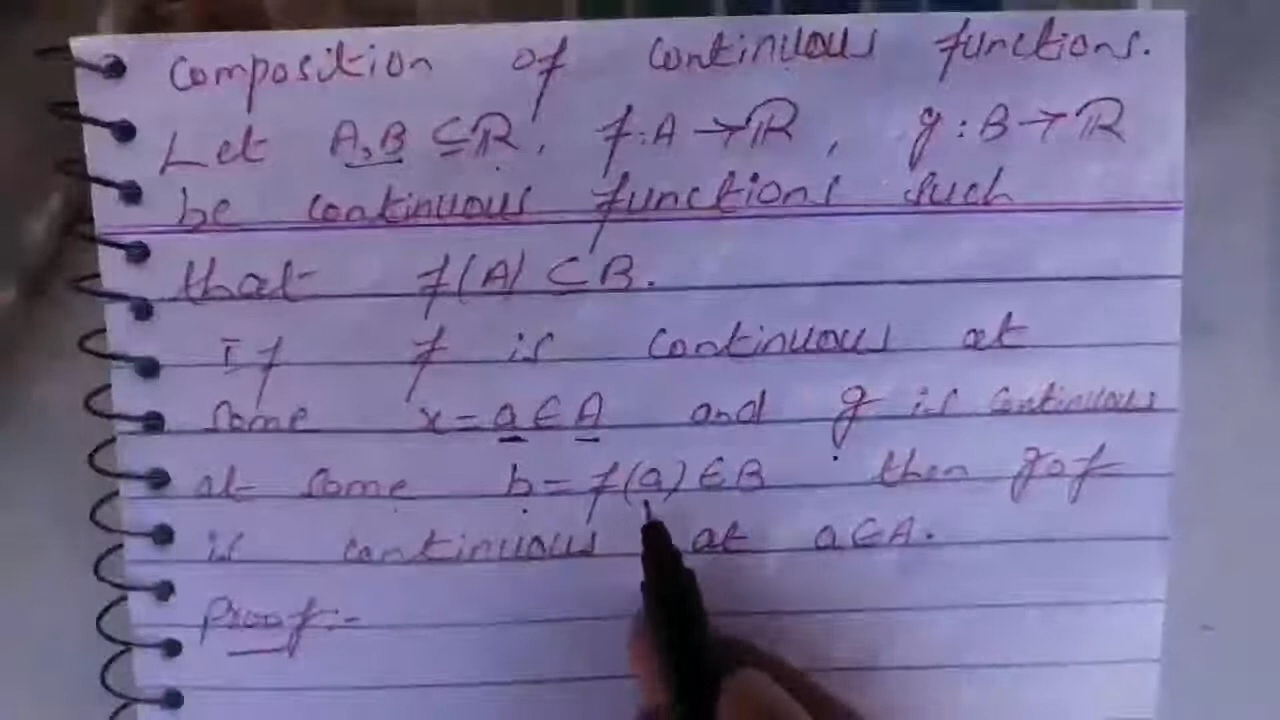 Composition of continuous functions.
Let A,B ⊆ ℝ, f:A→ℝ, g:B→ℝ
be continuous functions such
that f(A) ⊆ B.
If f is continuous at
some x=a∈A and g is continuous
at some b=f(a)∈B then gof
is continuous at a∈A.
Proof:-